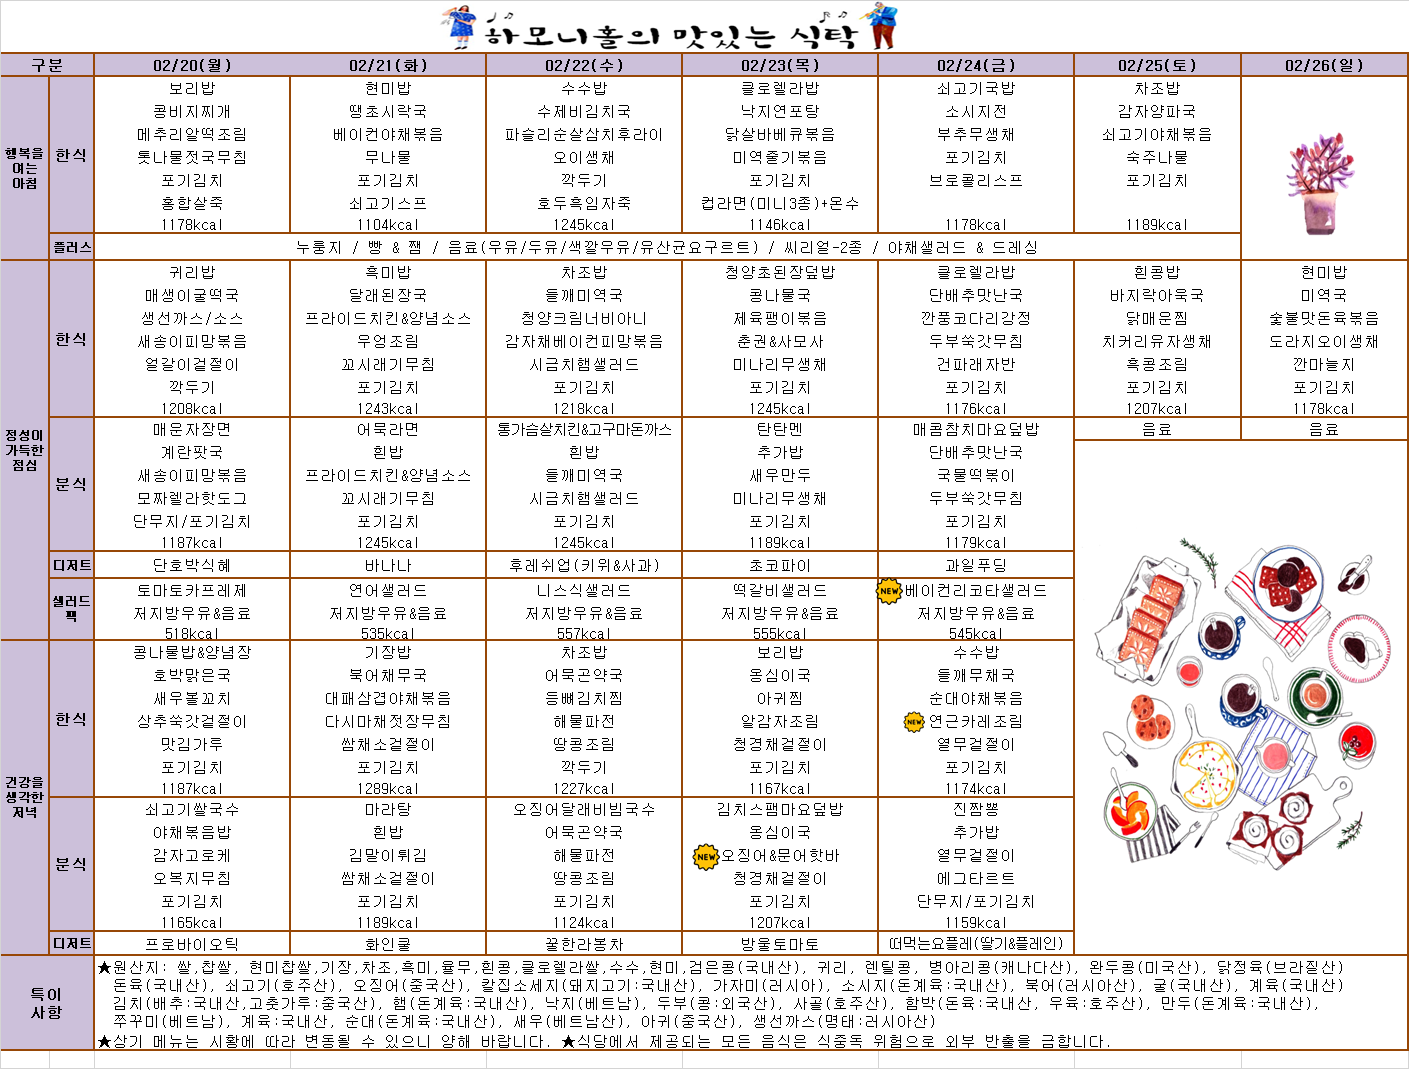 하모니홀의 맛있는 식탁
구분 02/20(월) 02/21(화) 02/22(수) 02/23(목) 02/24(금) 02/25(토) 02/26(일)
행복을 여는 아침
한식
보리밥 현미밥 수수밥 클로렐라밥 쇠고기국밥 차조밥
콩비지찌개 땡초시락국 수제비김치국 낙지연포탕 소시지전 감자양파국
메추리알떡조림 베이컨야채볶음 파슬리순살삼치후라이 닭살바베큐볶음 부추무생채 쇠고기야채볶음
톳나물젓국무침 무나물 오이생채 미역줄기볶음 포기김치 숙주나물
포기김치 포기김치 깍두기 포기김치 브로콜리스프 포기김치
홍합살죽 쇠고기스프 호두흑임자죽 컵라면(미니3종)+온수
1178kcal 1104kcal 1245kcal 1146kcal 1178kcal 1189kcal
플러스 누룽지 / 빵 & 잼 / 음료(우유/두유/색깔우유/유산균요구르트) / 씨리얼-2종 / 야채샐러드 & 드레싱
정성이 가득한 점심
한식
귀리밥 흑미밥 차조밥 청양초된장덮밥 클로렐라밥 흰콩밥 현미밥
매생이굴떡국 달래된장국 들깨미역국 콩나물국 단배추맛난국 바지락아욱국 미역국
생선까스/소스 프라이드치킨&양념소스 청양크림너비아니 제육팽이볶음 깐풍코다리강정 닭매운찜 숯불맛돈육볶음
새송이피망볶음 우엉조림 감자채베이컨피망볶음 춘권&사모사 두부쑥갓무침 치커리유자생채 도라지오이생채
얼갈이겉절이 꼬시래기무침 시금치햄샐러드 미나리무생채 건파래자반 흑콩조림 깐마늘지
깍두기 포기김치 포기김치 포기김치 포기김치 포기김치 포기김치
1208kcal 1243kcal 1218kcal 1245kcal 1176kcal 1207kcal 1178kcal
분식
매운자장면 어묵라면 통가슴살치킨&고구마돈까스 탄탄멘 매콤참치마요덮밥 음료 음료
계란팟국 흰밥 흰밥 추가밥 단배추맛난국
새송이피망볶음 프라이드치킨&양념소스 들깨미역국 새우만두 국물떡볶이
모짜렐라핫도그 꼬시래기무침 시금치햄샐러드 미나리무생채 두부쑥갓무침
단무지/포기김치 포기김치 포기김치 포기김치 포기김치
1187kcal 1245kcal 1245kcal 1189kcal 1179kcal
디저트 단호박식혜 바나나 후레쉬업(키위&사과) 초코파이 과일푸딩
샐러드 팩
토마토카프레제 연어샐러드 니스식샐러드 떡갈비샐러드 NEW 베이컨리코타샐러드
저지방우유&음료 저지방우유&음료 저지방우유&음료 저지방우유&음료 저지방우유&음료
518kcal 535kcal 557kcal 555kcal 545kcal
건강을 생각한 저녁
한식
콩나물밥&양념장 기장밥 차조밥 보리밥 수수밥
호박맑은국 북어채무국 어묵곤약국 옹심이국 들깨무채국
새우볼꼬치 대패삼겹야채볶음 등뼈김치찜 아귀찜 순대야채볶음
상추쑥갓겉절이 다시마채젓장무침 해물파전 알감자조림 NEW 연근카레조림
맛김가루 쌈채소겉절이 땅콩조림 청경채겉절이 열무겉절이
포기김치 포기김치 깍두기 포기김치 포기김치
1187kcal 1289kcal 1227kcal 1167kcal 1174kcal
분식
쇠고기쌀국수 마라탕 오징어달래비빔국수 김치스팸마요덮밥 진짬뽕
야채볶음밥 흰밥 어묵곤약국 옹심이국 추가밥
감자고로케 김말이튀김 해물파전 NEW 오징어&문어핫바 열무겉절이
오복지무침 쌈채소겉절이 땅콩조림 청경채겉절이 에그타르트
포기김치 포기김치 포기김치 포기김치 단무지/포기김치
1165kcal 1189kcal 1124kcal 1207kcal 1159kcal
디저트 프로바이오틱 화인쿨 꿀한라봉차 방울토마토 떠먹는요플레(딸기&플레인)
특이 사항
★원산지: 쌀,찹쌀, 현미찹쌀,기장,차조,흑미,율무,흰콩,클로렐라쌀,수수,현미,검은콩(국내산), 귀리, 렌틸콩, 병아리콩(캐나다산), 완두콩(미국산), 닭정육(브라질산)
돈육(국내산), 쇠고기(호주산), 오징어(중국산), 칼집소세지(돼지고기:국내산), 가자미(러시아), 소시지(돈계육:국내산), 북어(러시아산), 굴(국내산), 계육(국내산)
김치(배추:국내산,고춧가루:중국산), 햄(돈계육:국내산), 낙지(베트남), 두부(콩:외국산), 사골(호주산), 함박(돈육:국내산, 우육:호주산), 만두(돈계육:국내산),
쭈꾸미(베트남), 계육:국내산, 순대(돈계육:국내산), 새우(베트남산), 아귀(중국산), 생선까스(명태:러시아산)
★상기 메뉴는 시황에 따라 변동될 수 있으니 양해 바랍니다. ★식당에서 제공되는 모든 음식은 식중독 위험으로 외부 반출을 금합니다.